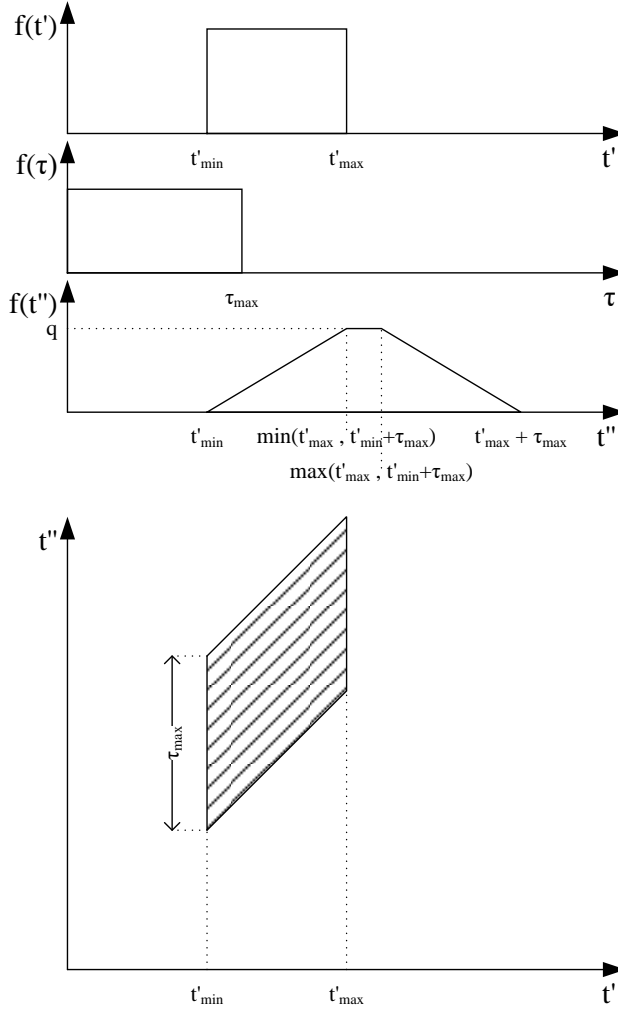 f(t')
t'min t'max t'
f(τ)
τmax τ
f(t'')
q
t'min min(t'max , t'min+τmax) t'max + τmax t''
max(t'max , t'min+τmax)
t''
τmax
t'min t'max t'